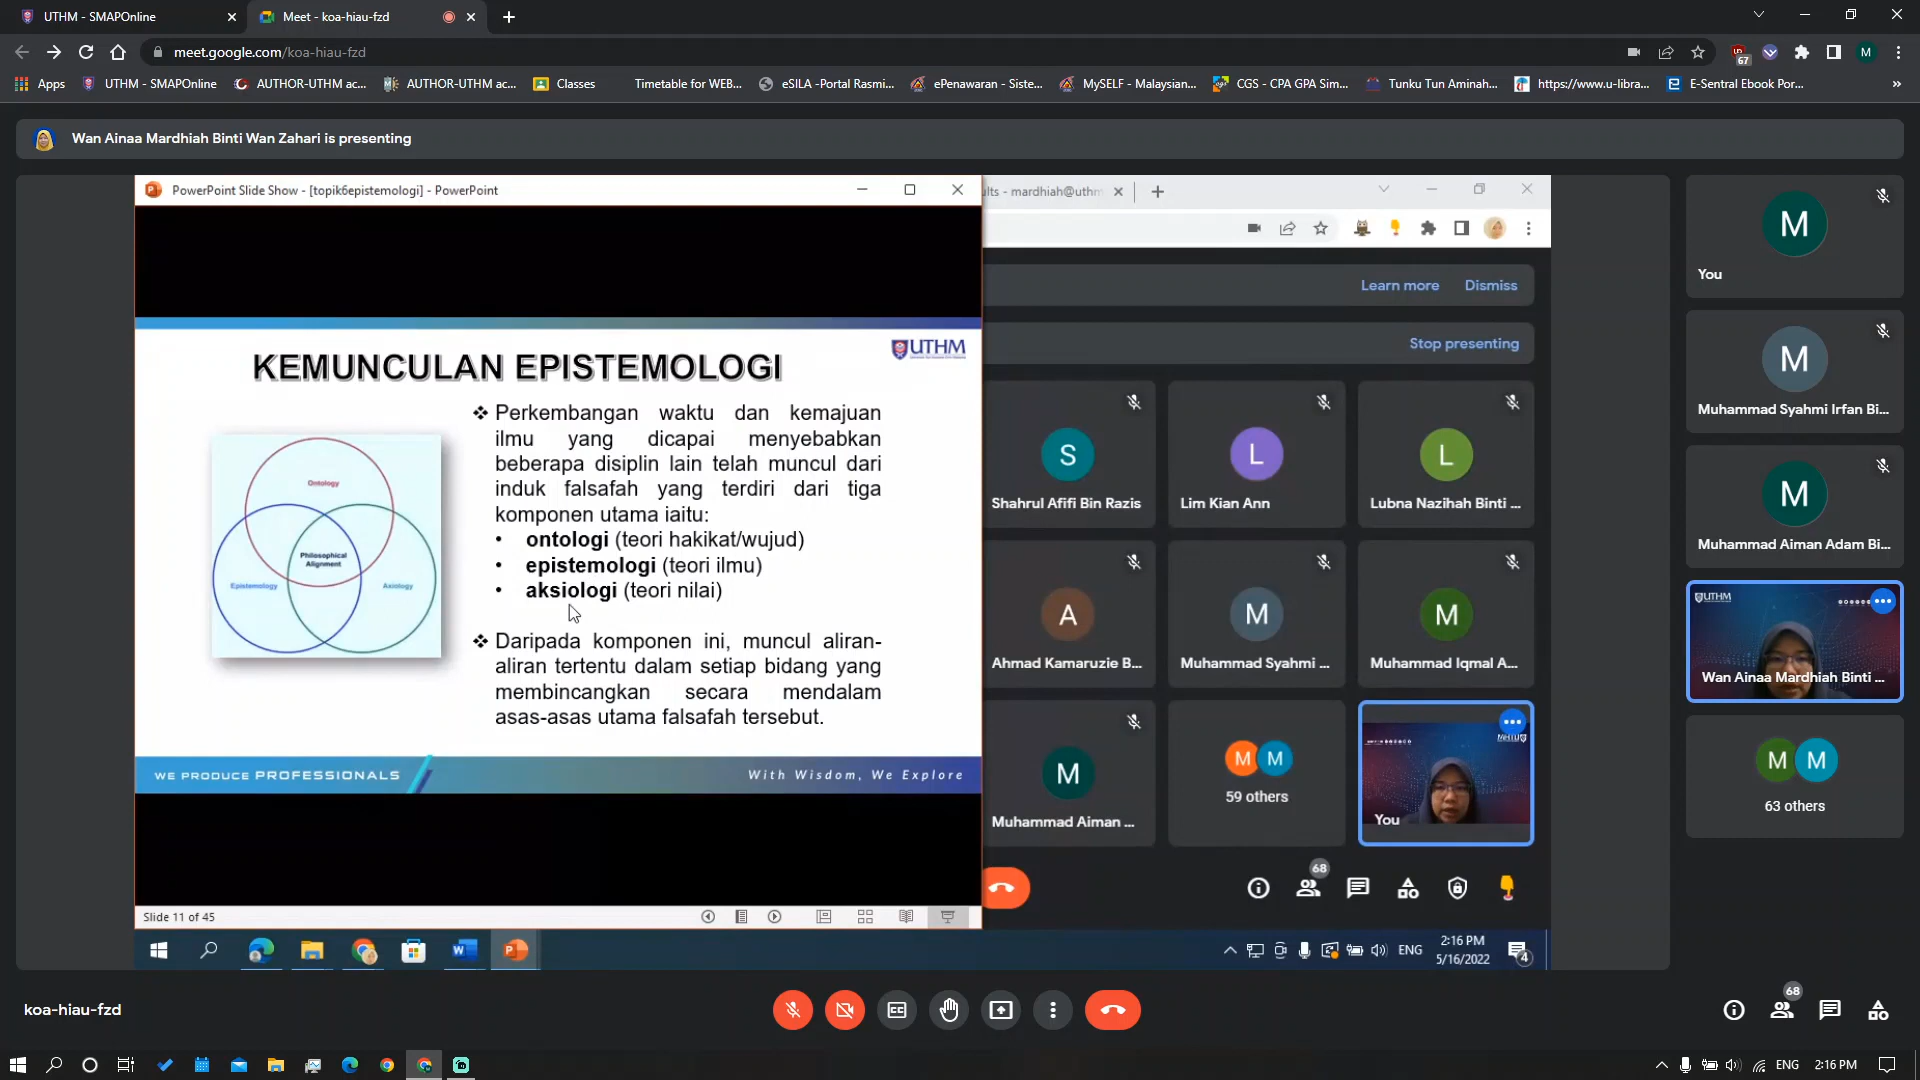 UTHM - SMAPOnline
Meet - koa-hiau-fzd
meet.google.com/koa-hiau-fzd
67
M
Apps
UTHM - SMAPOnline
AUTHOR-UTHM ac...
AUTHOR-UTHM ac...
Classes
Timetable for WEB...
eSILA -Portal Rasmi...
ePenawaran - Siste...
MySELF - Malaysian...
CGS - CPA GPA Sim...
Tunku Tun Aminah...
https://www.u-libra...
E-Sentral Ebook Por...
Wan Ainaa Mardhiah Binti Wan Zahari is presenting
PowerPoint Slide Show - [topik6epistemologi] - PowerPoint
ults - mardhiah@uthm
Learn more
Dismiss
Stop presenting
UTHM
KEMUNCULAN EPISTEMOLOGI
Ontology
Philosophical
Alignment
Epistemology
Axiology
❖ Perkembangan waktu dan kemajuan
ilmu yang dicapai menyebabkan
beberapa disiplin lain telah muncul dari
induk falsafah yang terdiri dari tiga
komponen utama iaitu:
• ontologi (teori hakikat/wujud)
• epistemologi (teori ilmu)
• aksiologi (teori nilai)
❖ Daripada komponen ini, muncul aliran-
aliran tertentu dalam setiap bidang yang
membincangkan secara mendalam
asas-asas utama falsafah tersebut.
WE PRODUCE PROFESSIONALS
With Wisdom, We Explore
Slide 11 of 45
S
Shahrul Afifi Bin Razis
L
Lim Kian Ann
L
Lubna Nazihah Binti ...
A
Ahmad Kamaruzie B...
M
Muhammad Syahmi ...
M
Muhammad Iqmal A...
M
Muhammad Aiman ...
M M
59 others
You
68
ENG
2:16 PM
5/16/2022
4
M
You
M
Muhammad Syahmi Irfan Bi...
M
Muhammad Aiman Adam Bi...
UTHM
Wan Ainaa Mardhiah Binti ...
M M
63 others
koa-hiau-fzd
68
ENG
2:16 PM